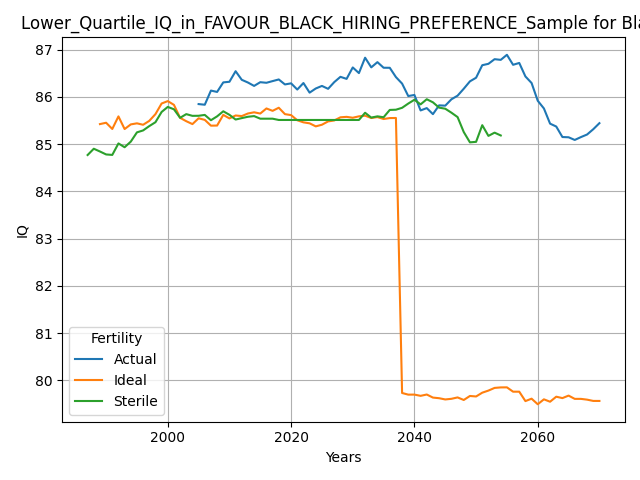 Lower_Quartile_IQ_in_FAVOUR_BLACK_HIRING_PREFERENCE_Sample for Bla
87
86
85
84
83
82
81
80
IQ
Fertility
Actual
Ideal
Sterile
2000
2020
2040
2060
Years